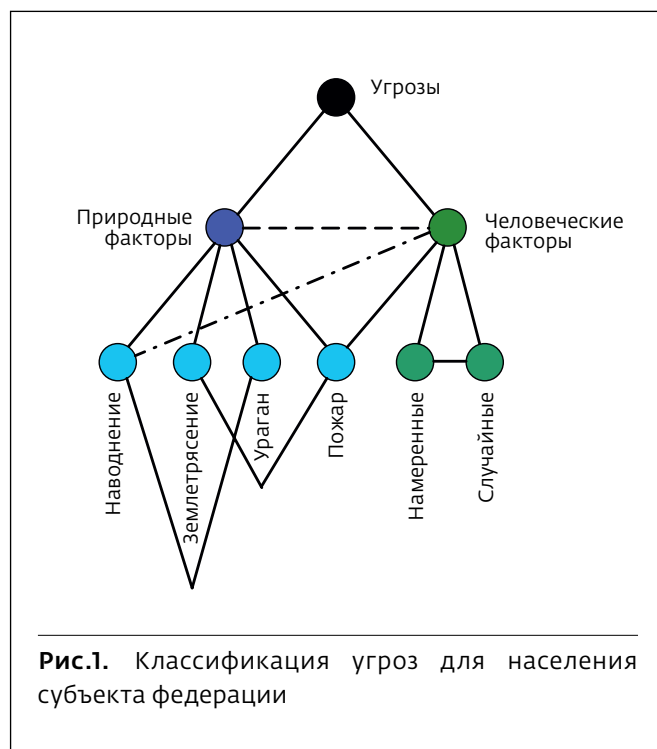 Угрозы
Природные
факторы
Человеческие
факторы
Наводнение
Землетрясение
Ураган
Пожар
Намеренные
Случайные
Рис.1. Классификация угроз для населения
субъекта федерации